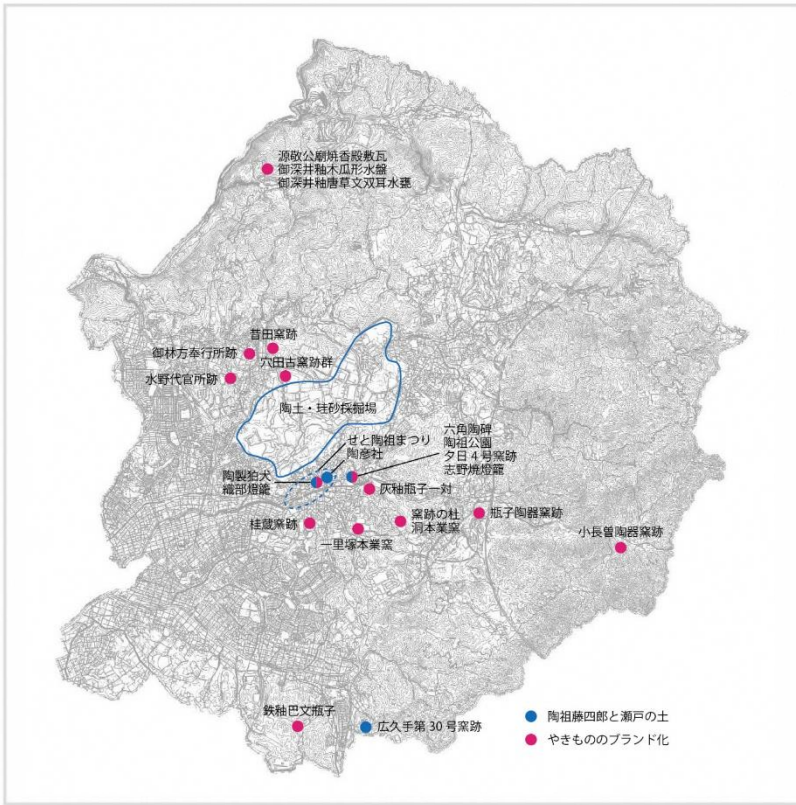 源敬公廟焼香殿敷瓦
御深井釉木瓜形水盤
御深井釉唐草文双耳水甕
昔田窯跡
御林方奉行所跡
穴田古窯跡群
水野代官所跡
陶土・珪砂採掘場
六角陶碑
陶祖公園
夕日4号窯跡
志野焼燈籠
せと陶祖まつり
陶彦社
陶製狛犬
織部燈籠
灰釉瓶子一対
窯跡の杜
洞本業窯
瓶子陶器窯跡
桂蔵窯跡
一里塚本業窯
小長曽陶器窯跡
鉄釉巴文瓶子
広久手第30号窯跡
陶祖藤四郎と瀬戸の土
やきもののブランド化